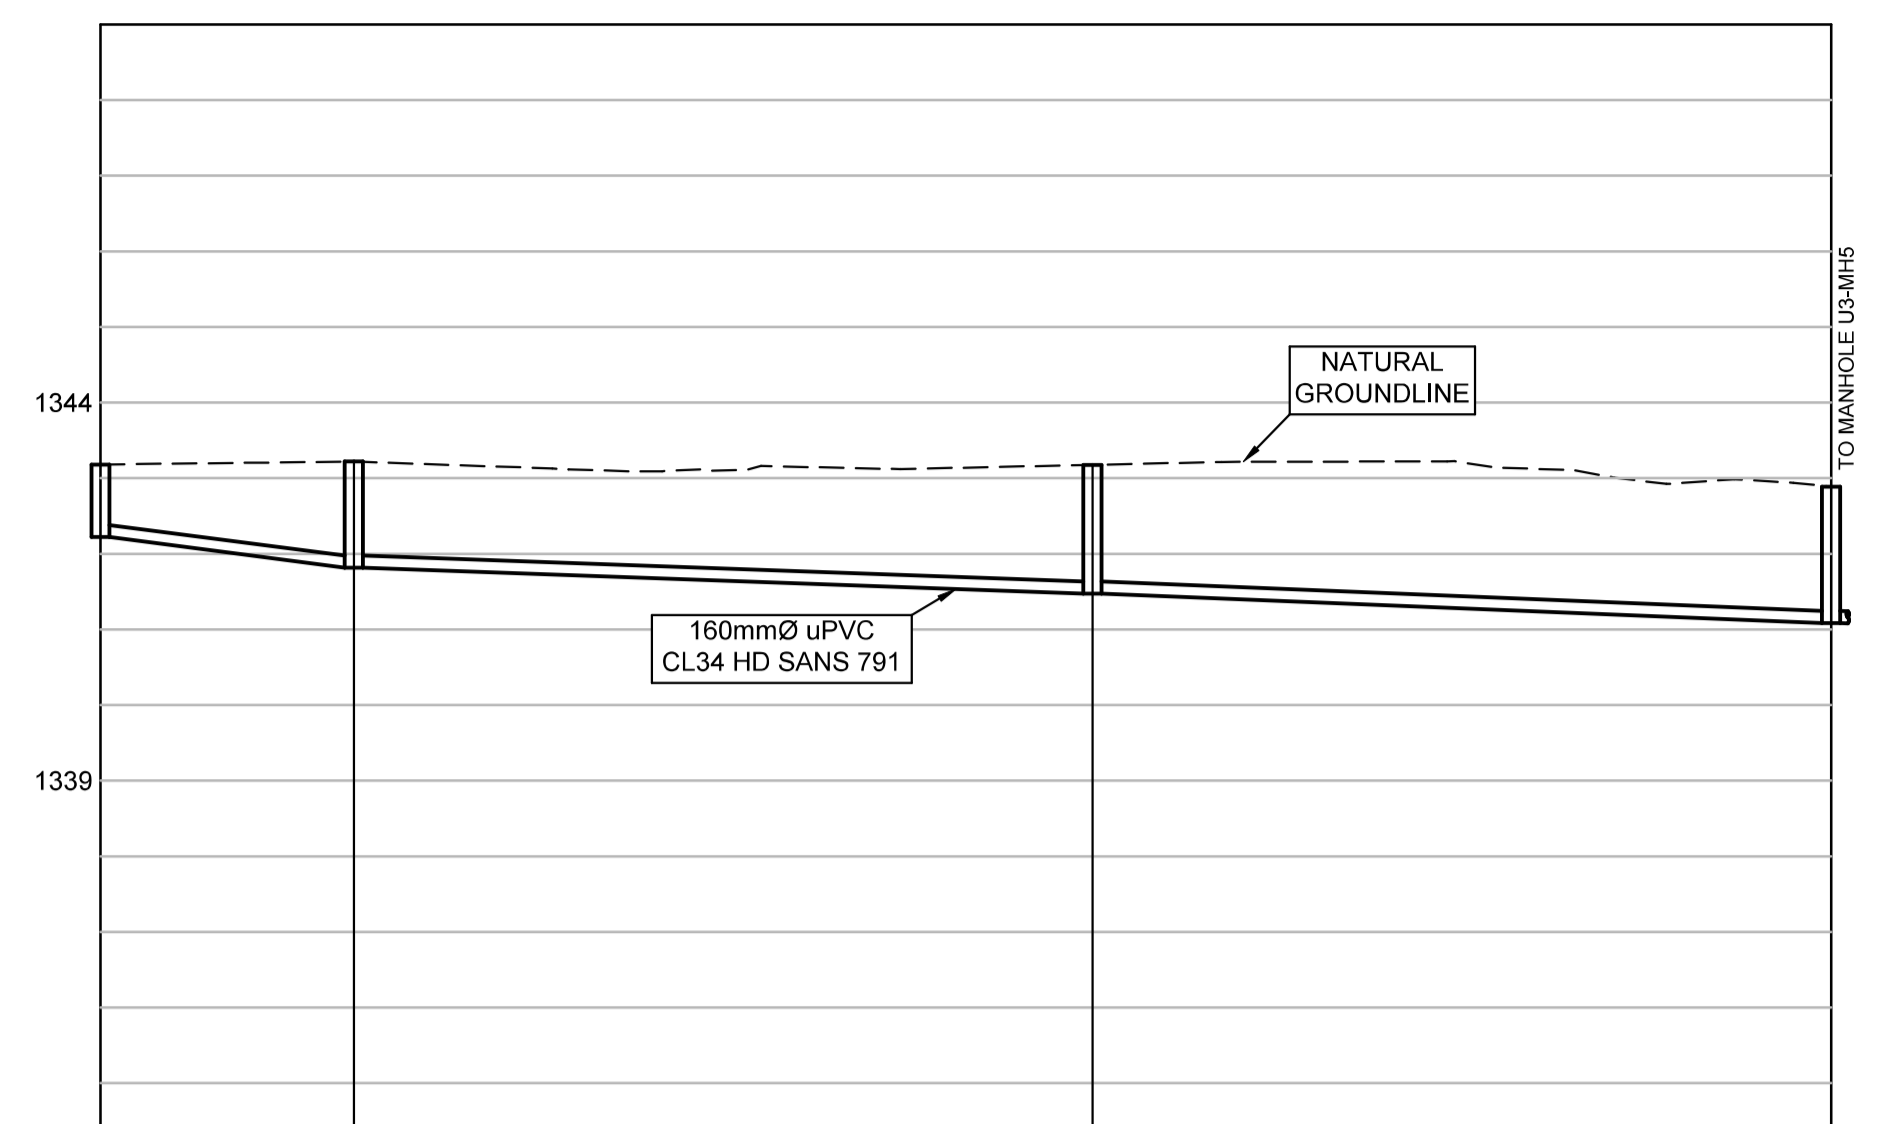 TO MANHOLE U3-MH5
NATURAL
GROUNDLINE
1344
160mmØ uPVC
CL34 HD SANS 791
1339